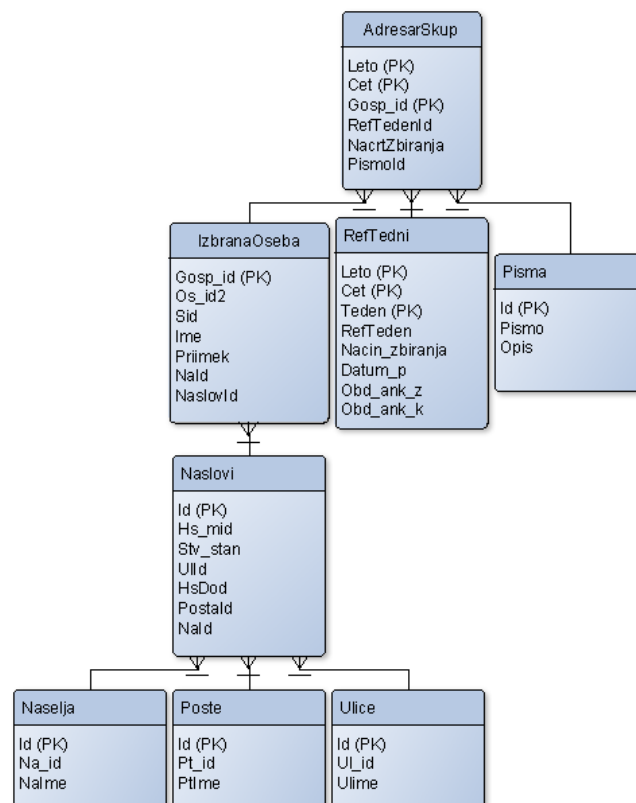 AdresarSkup
Leto (PK)
Cet (PK)
Gosp_id (PK)
RefTedenId
NacrtZbiranja
PismoId
IzbranaOseba
Gosp_id (PK)
Os_id2
Sid
Ime
Priimek
NaId
NaslovId
RefTedni
Leto (PK)
Cet (PK)
Teden (PK)
RefTeden
Nacin_zbiranja
Datum_p
Obd_ank_z
Obd_ank_k
Pisma
Id (PK)
Pismo
Opis
Naslovi
Id (PK)
Hs_mid
Stv_stan
UlId
HsDod
PostaId
NaId
Naselja
Id (PK)
Na_id
NaIme
Poste
Id (PK)
Pt_id
PtIme
Ulice
Id (PK)
Ul_id
UIime